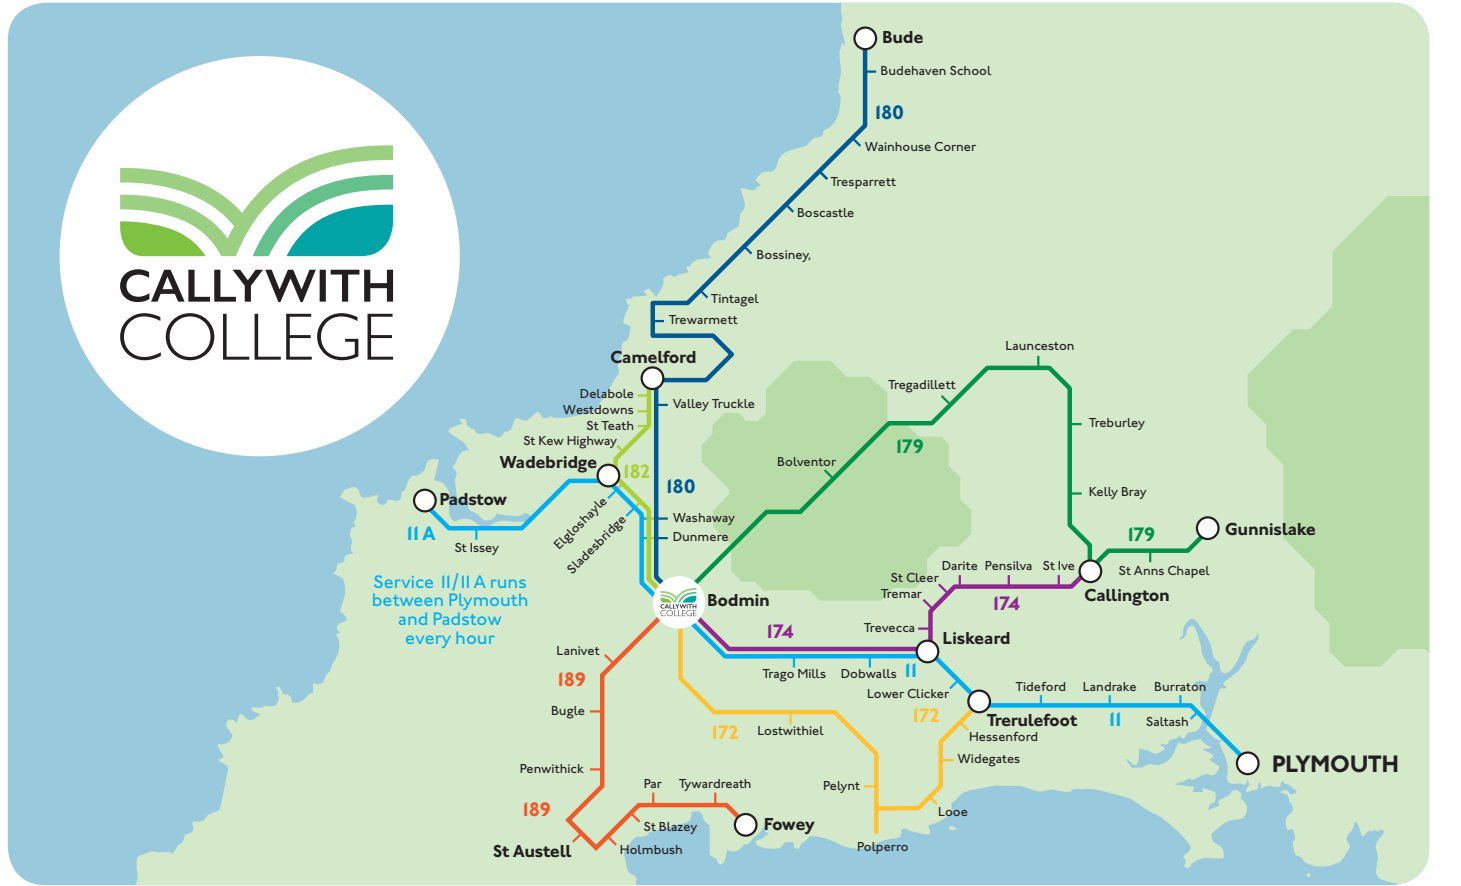 CALLYWITH
COLLEGE
Bude
Budehaven School
180
Wainhouse Corner
Tresparrett
Boscastle
Bossiney,
Tintagel
Trewarmett
Camelford
Delabole
Westdowns
St Teath
St Kew Highway
Valley Truckle
Wadebridge
182
180
Padstow
11 A
St Issey
Elgloshayle
Sladesbridge
Washaway
Dunmere
Service 11/11 A runs
between Plymouth
and Padstow
every hour
CALLYWITH
COLLEGE
Bodmin
Launceston
Tregadillett
Treburley
179
Bolventor
Kelly Bray
179
Gunnislake
St Anns Chapel
Callington
St Ive
Pensilva
Darite
St Cleer
Tremar
174
Trevecca
174
Liskeard
Trago Mills
Dobwalls
11
Lower Clicker
Tideford
Landrake
Burraton
11
Saltash
Trerulefoot
PLYMOUTH
172
Hessenford
Widegates
Looe
Polperro
Pelynt
172
Lostwithiel
Lanivet
189
Bugle
Penwithick
189
St Austell
Holmbush
St Blazey
Par
Tywardreath
Fowey